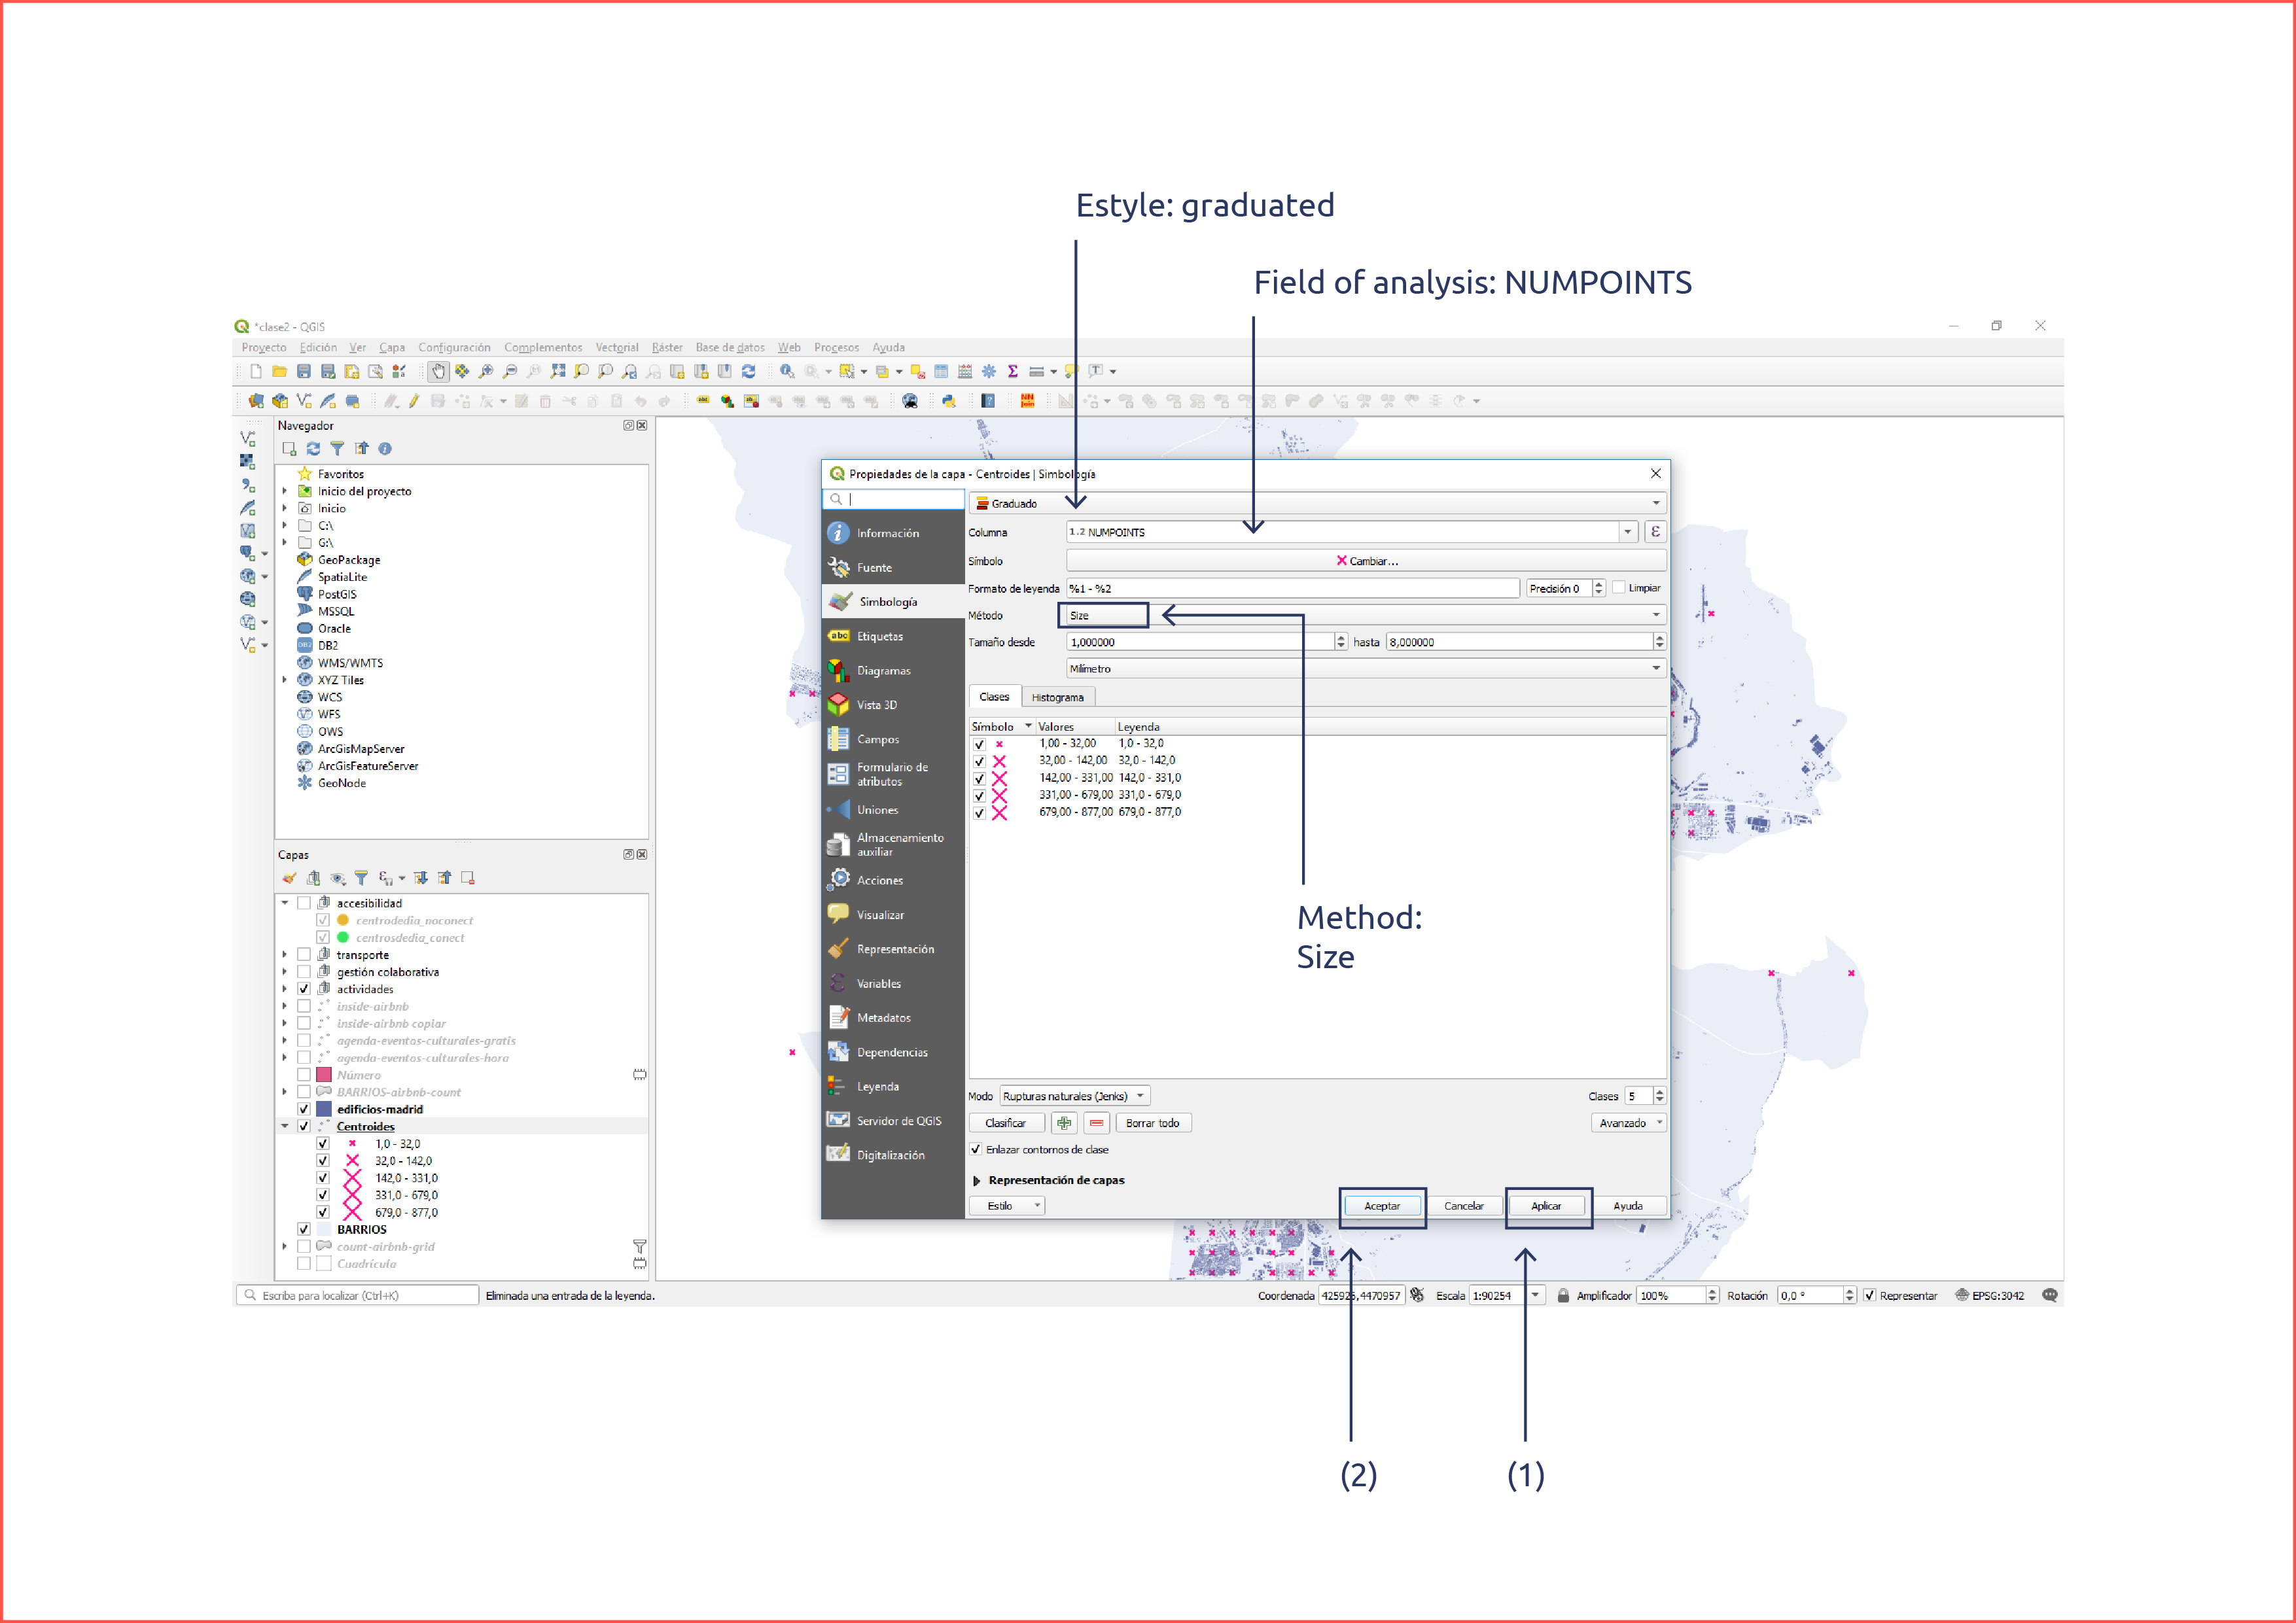 Estyle: graduated
Field of analysis: NUMPOINTS
*clase2 - QGIS
Proyecto Edición Ver Capa Configuración Complementos Vectorial Ráster Base de datos Web Procesos Ayuda
Navegador
Favoritos
Inicio del proyecto
Inicio
C:\
G:\
GeoPackage
SpatiaLite
PostGIS
MSSQL
Oracle
DB2
WMS/WMTS
XYZ Tiles
WCS
WFS
OWS
ArcGisMapServer
ArcGisFeatureServer
GeoNode
Capas
accesibilidad
centrodedia_noconect
centrosdedia_conect
transporte
gestión colaborativa
actividades
inside-airbnb
inside-airbnb copiar
agenda-eventos-culturales-gratis
agenda-eventos-culturales-hora
Número
BARRIOS-airbnb-count
edificios-madrid
Centroides
1,0 - 32,0
32,0 - 142,0
142,0 - 331,0
331,0 - 679,0
679,0 - 877,0
BARRIOS
count-airbnb-grid
Cuadrícula
Propiedades de la capa - Centroides | Simbología
Información
Fuente
Simbología
Etiquetas
Diagramas
Vista 3D
Campos
Formulario de
atributos
Uniones
Almacenamiento
auxiliar
Acciones
Visualizar
Representación
Variables
Metadatos
Dependencias
Leyenda
Servidor de QGIS
Digitalización
Graduado
Columna 1.2 NUMPOINTS ε
Símbolo Cambiar...
Formato de leyenda %1 - %2 Precisión 0 Limpiar
Método Size
Tamaño desde 1,000000 hasta 8,000000
Milímetro
Clases Histograma
Símbolo Valores Leyenda
1,00 - 32,00 1,0 - 32,0
32,00 - 142,00 32,0 - 142,0
142,00 - 331,00 142,0 - 331,0
331,00 - 679,00 331,0 - 679,0
679,00 - 877,00 679,0 - 877,0
Method:
Size
Modo Rupturas naturales (Jenks) Clases 5
Clasificar Borrar todo Avanzado
Enlazar contornos de clase
Representación de capas
Estilo Aceptar Cancelar Aplicar Ayuda
Escriba para localizar (Ctrl+K) Eliminada una entrada de la leyenda. Coordenada Escala 1:90254 Amplificador 100% Rotación 0,0 ° Representar EPSG:3042
(2) (1)